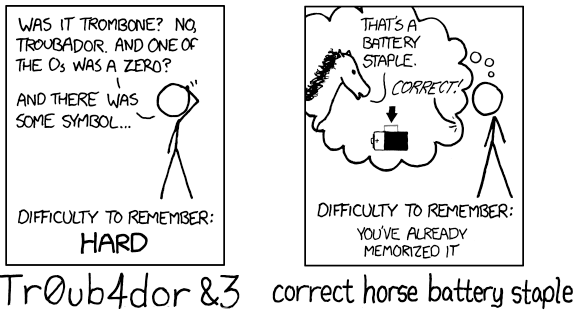 WAS IT TROMBONE? NO,
TROUBADOR. AND ONE OF
THE Os WAS A ZERO?
AND THERE WAS
SOME SYMBOL...
DIFFICULTY TO REMEMBER:
HARD
THAT'S A
BATTERY
STAPLE.
CORRECT!
DIFFICULTY TO REMEMBER:
YOU'VE ALREADY
MEMORIZED IT
Tr0ub4dor &3
correct horse battery staple